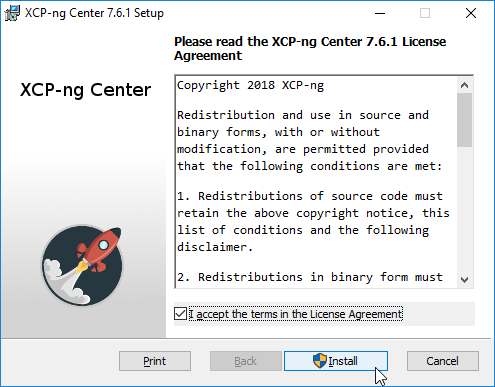 XCP-ng Center 7.6.1 Setup
Please read the XCP-ng Center 7.6.1 License
Agreement
XCP-ng Center
Copyright 2018 XCP-ng
Redistribution and use in source and
binary forms, with or without
modification, are permitted provided
that the following conditions are met:
1. Redistributions of source code must
retain the above copyright notice, this
list of conditions and the following
disclaimer.
2. Redistributions in binary form must
I accept the terms in the License Agreement
Print
Back
Install
Cancel